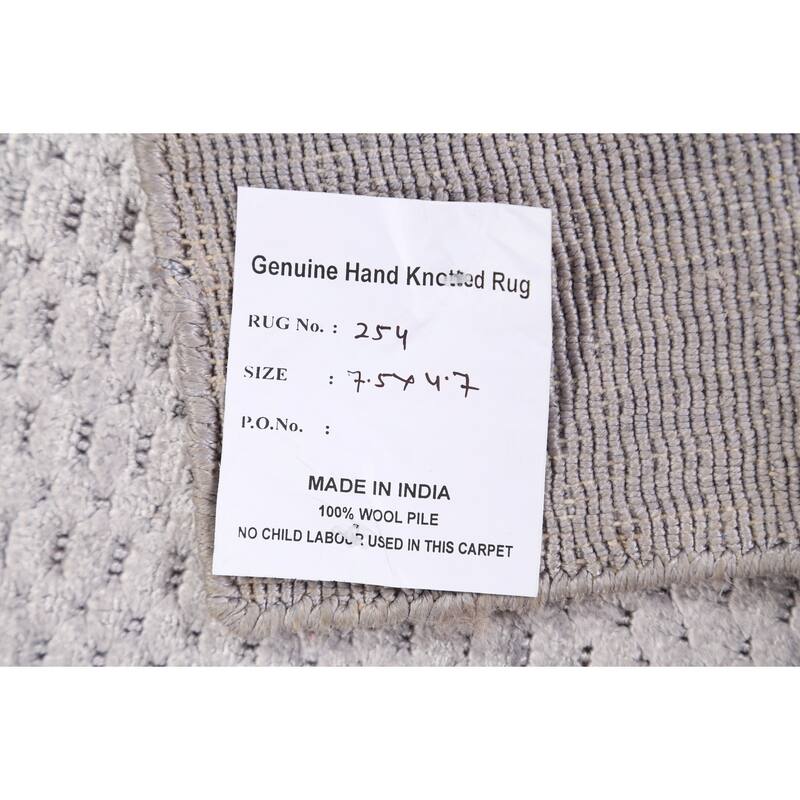 Genuine Hand Knotted Rug
RUG No. : 254
SIZE : 7.5x4.7
P.O.No. :
MADE IN INDIA
100% WOOL PILE
NO CHILD LABOUR USED IN THIS CARPET